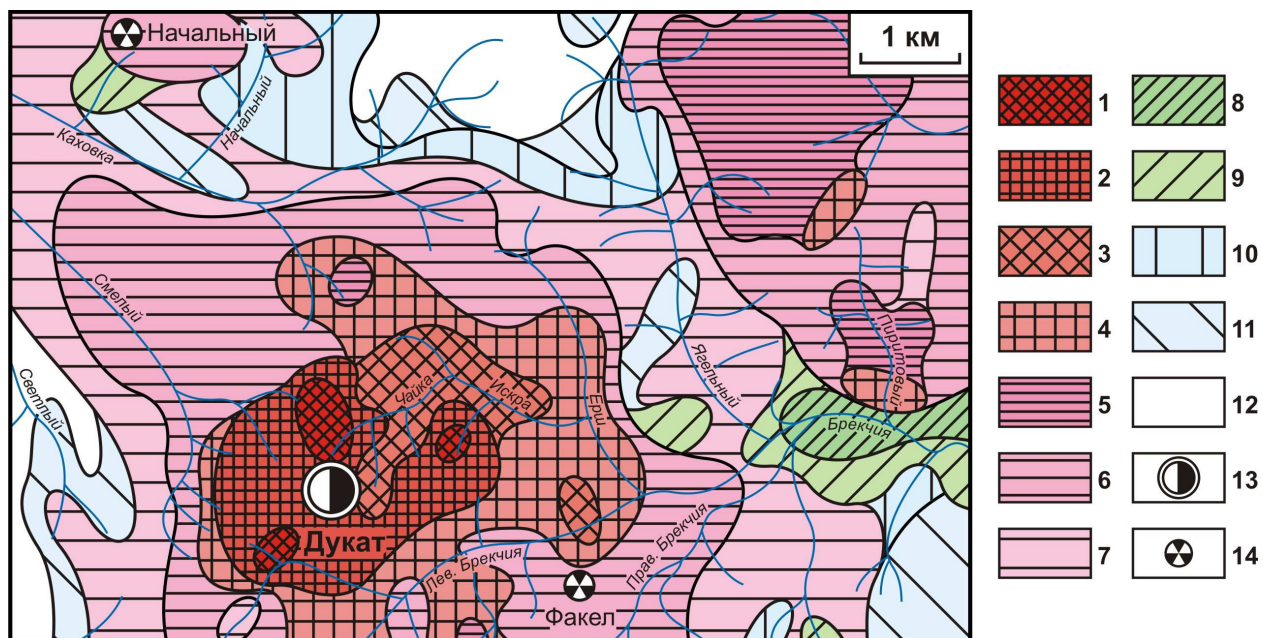 Начальный
1 км
Каховка
Начальный
Смелый
Светлый
Чайка
Искра
Ерш
Ягельный
Пиритовый
Брекчия
Дукат
Лев. Брекчия
Прав. Брекчия
Факел
1
2
3
4
5
6
7
8
9
10
11
12
13
14